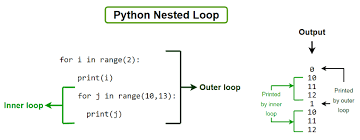 Python Nested Loop
for i in range(2):
print(i)
for j in range(10,13):
print(j)
Inner loop
Outer loop
Output
0
10
11
12
1
10
11
12
Printed
by inner
loop
Printed
by outer
loop